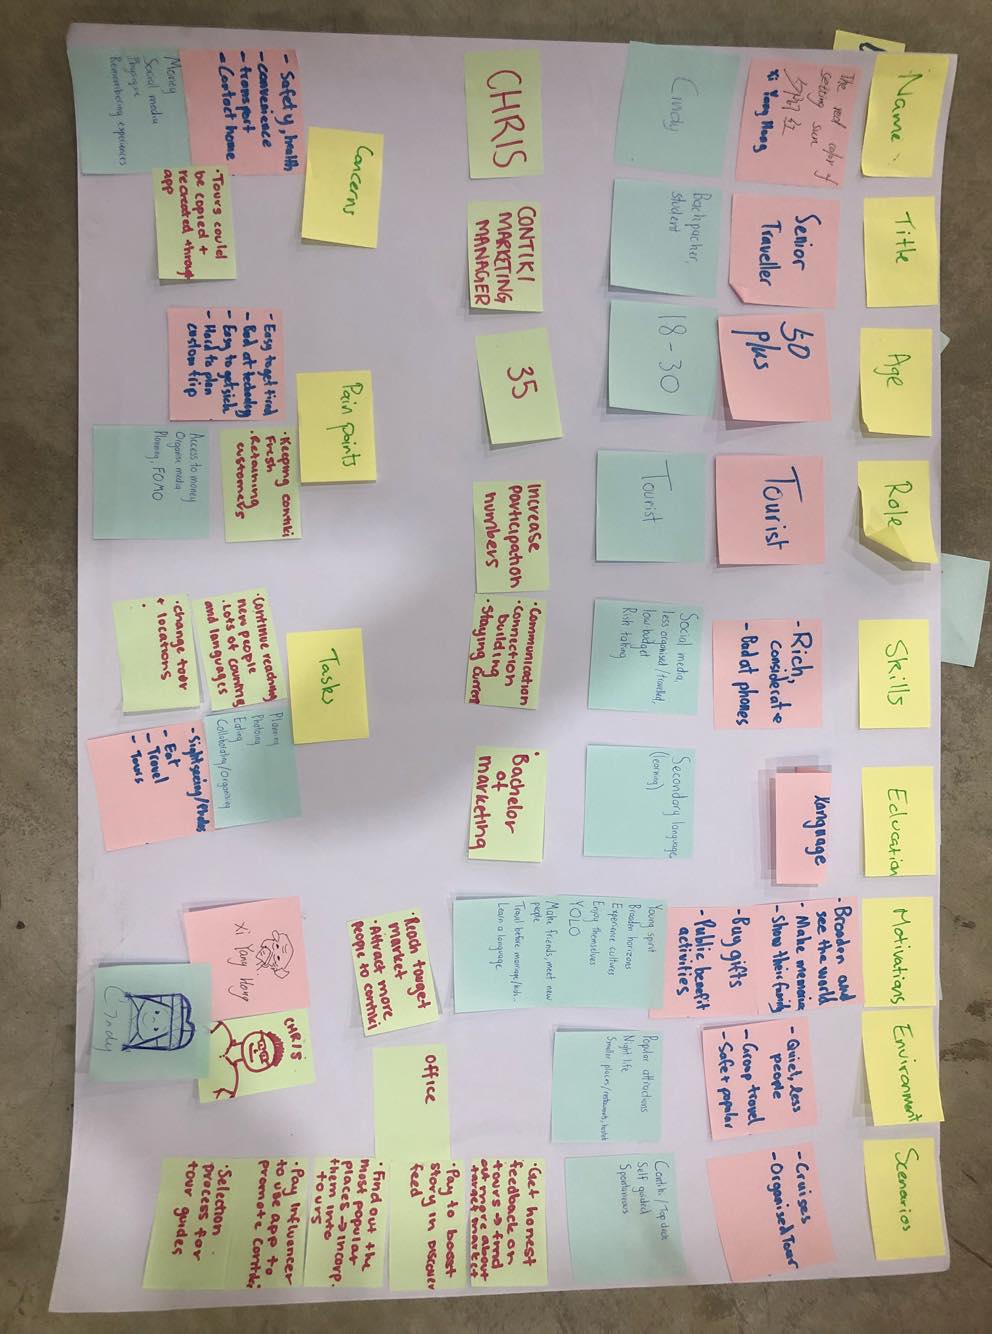 Name:
Title
Age
Role
Skills
Education
Motivations
Environment
Scenarios
The red color of
setting sun
Xi Yang Hong
Senior
Traveller
50
plus
Tourist
- Rich,
considerate
- Bad at phones
Language
- Broaden and
see the world
- Make memories
- Show their family
- Buy gifts
- Public benefit
activities
- Quiet, less
people
- Group travel
- Safe + popular
- Cruises
- Organised Tour
Cindy
Backpacker,
student
18 - 30
Tourist
Social media,
less organised/travelled,
low budget
Risk taking
Secondary language
(learning)
Young spirit
Broaden horizons
Experience cultures
Enjoy themselves
YOLO
Make friends, meet new
people
Travel before marriage/kids...
Learn a language
Popular attractions
Night life
Smaller places/restaurants, hostels
Contiki / Top deck
Self guided
Spontaneous
CHRIS
CONTIKI
MARKETING
MANAGER
35
Increase
participation
numbers
• Communication
• Connection
building
• Staying current
• Bachelor
of
marketing
• Reach target
market
• Attract more
people to contiki
office
• Get honest
feedback on
tours → find
out more about
target market
• Pay to boost
story in Discover
feed
• Find out the
most popular
places → incorp.
them into
tours
• Pay influencer
to use app to
promote Contiki
• Selection
process for
tour guides
Concerns
- Safety, health
- convenience
- transport
- Contact home
Money
Social media
Remembering experiences
• Tours could
be copied +
recreated through
app
Pain points
- Easy to get tired
- Bad at technology
- Easy to get sick
- Hard to plan
custom trip
• Keeping contiki
Fresh
• Retaining
customers
Access to money
Organise media
Planning, FOMO
Tasks
• Continue reaching
new people
• Lots of countries
and languages
• change tour
+ locations
Planning
Photoing
Eating
Collaborating/Organising
- Sightseeing/Photos
- Eat
- Travel
- Tours
Xi Yang Hong
CHRIS
Cindy